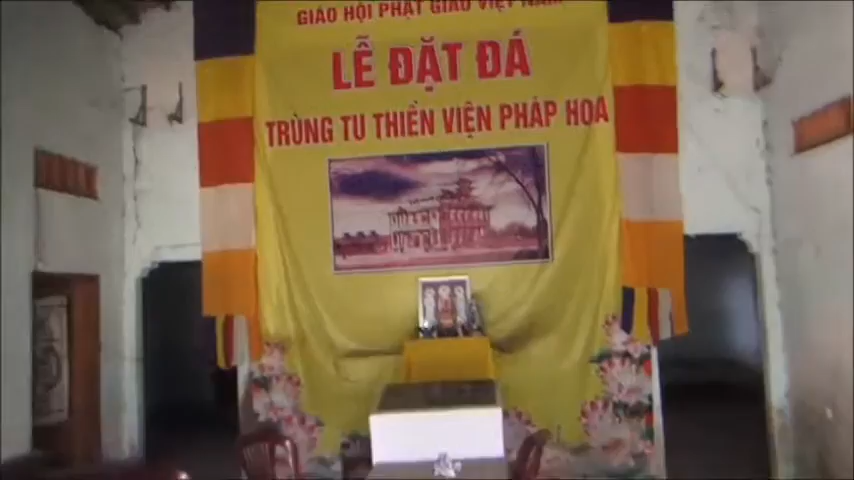 GIÁO HỘI PHẬT GIÁO VIỆT NAM
LỄ ĐẶT ĐÁ
TRÙNG TU THIỀN VIỆN PHÁP HOA